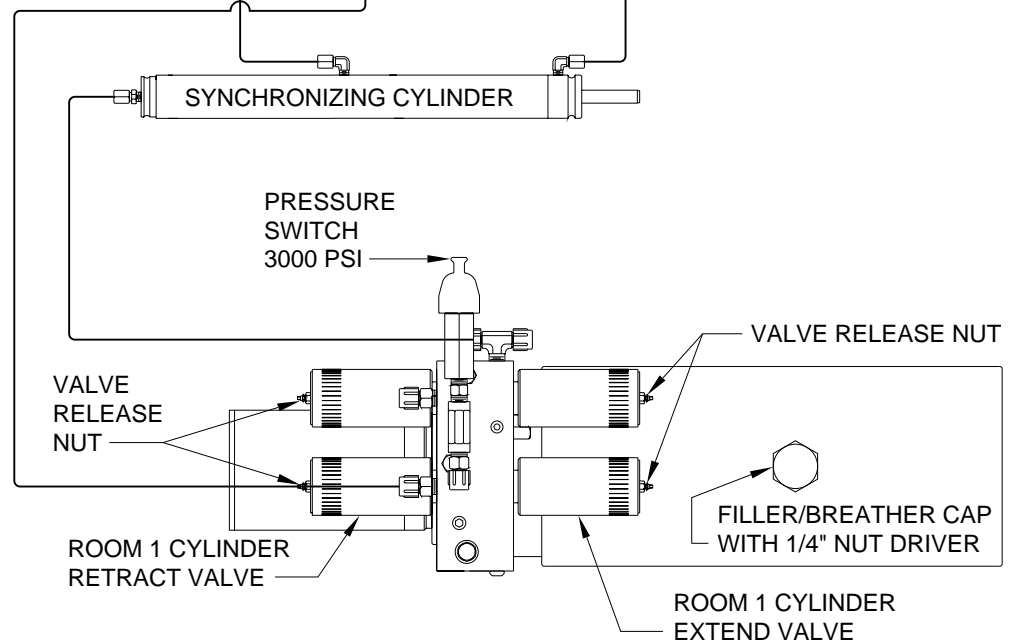 SYNCHRONIZING CYLINDER
PRESSURE
SWITCH
3000 PSI
VALVE RELEASE NUT
VALVE
RELEASE
NUT
FILLER/BREATHER CAP
WITH 1/4" NUT DRIVER
ROOM 1 CYLINDER
RETRACT VALVE
ROOM 1 CYLINDER
EXTEND VALVE